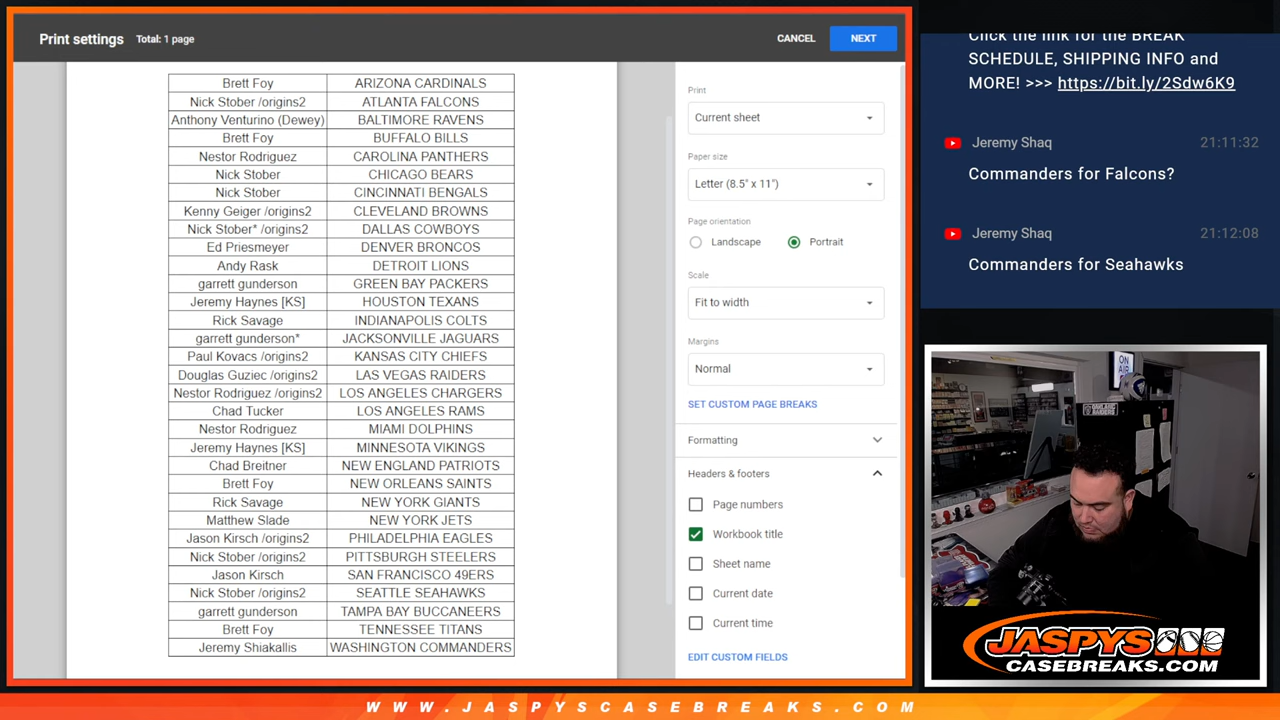 Print settings Total: 1 page CANCEL NEXT
Brett Foy ARIZONA CARDINALS
Nick Stober /origins2 ATLANTA FALCONS
Anthony Venturino (Dewey) BALTIMORE RAVENS
Brett Foy BUFFALO BILLS
Nestor Rodriguez CAROLINA PANTHERS
Nick Stober CHICAGO BEARS
Nick Stober CINCINNATI BENGALS
Kenny Geiger /origins2 CLEVELAND BROWNS
Nick Stober* /origins2 DALLAS COWBOYS
Ed Priesmeyer DENVER BRONCOS
Andy Rask DETROIT LIONS
garrett gunderson GREEN BAY PACKERS
Jeremy Haynes [KS] HOUSTON TEXANS
Rick Savage INDIANAPOLIS COLTS
garrett gunderson* JACKSONVILLE JAGUARS
Paul Kovacs /origins2 KANSAS CITY CHIEFS
Douglas Guziec /origins2 LAS VEGAS RAIDERS
Nestor Rodriguez /origins2 LOS ANGELES CHARGERS
Chad Tucker LOS ANGELES RAMS
Nestor Rodriguez MIAMI DOLPHINS
Jeremy Haynes [KS] MINNESOTA VIKINGS
Chad Breitner NEW ENGLAND PATRIOTS
Brett Foy NEW ORLEANS SAINTS
Rick Savage NEW YORK GIANTS
Matthew Slade NEW YORK JETS
Jason Kirsch /origins2 PHILADELPHIA EAGLES
Nick Stober /origins2 PITTSBURGH STEELERS
Jason Kirsch SAN FRANCISCO 49ERS
Nick Stober /origins2 SEATTLE SEAHAWKS
garrett gunderson TAMPA BAY BUCCANEERS
Brett Foy TENNESSEE TITANS
Jeremy Shiakallis WASHINGTON COMMANDERS
Print
Current sheet
Paper size
Letter (8.5" x 11")
Page orientation
Landscape Portrait
Scale
Fit to width
Margins
Normal
SET CUSTOM PAGE BREAKS
Formatting
Headers & footers
Page numbers
Workbook title
Sheet name
Current date
Current time
EDIT CUSTOM FIELDS
Click the link for the BREAK
SCHEDULE, SHIPPING INFO and
MORE! >>> https://bit.ly/2Sdw6K9
Jeremy Shaq 21:11:32
Commanders for Falcons?
Jeremy Shaq 21:12:08
Commanders for Seahawks
ON
AIR
JASPYS
CASEBREAKS.COM
WWW.JASPYSCASEBREAKS.COM